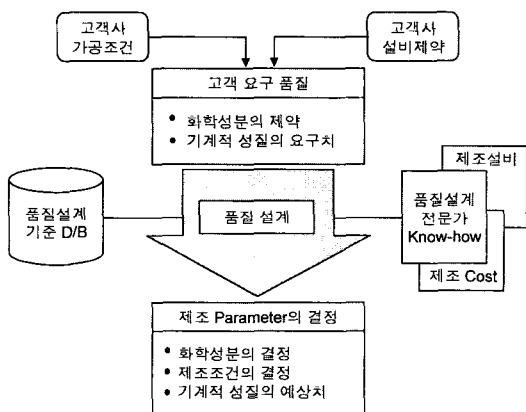 고객사
가공조건
고객사
설비제약
고객 요구 품질
• 화학성분의 제약
• 기계적 성질의 요구치
품질설계
기준 D/B
품질 설계
제조설비
품질설계
전문가
Know-how
제조 Cost
제조 Parameter의 결정
• 화학성분의 결정
• 제조조건의 결정
• 기계적 성질의 예상치